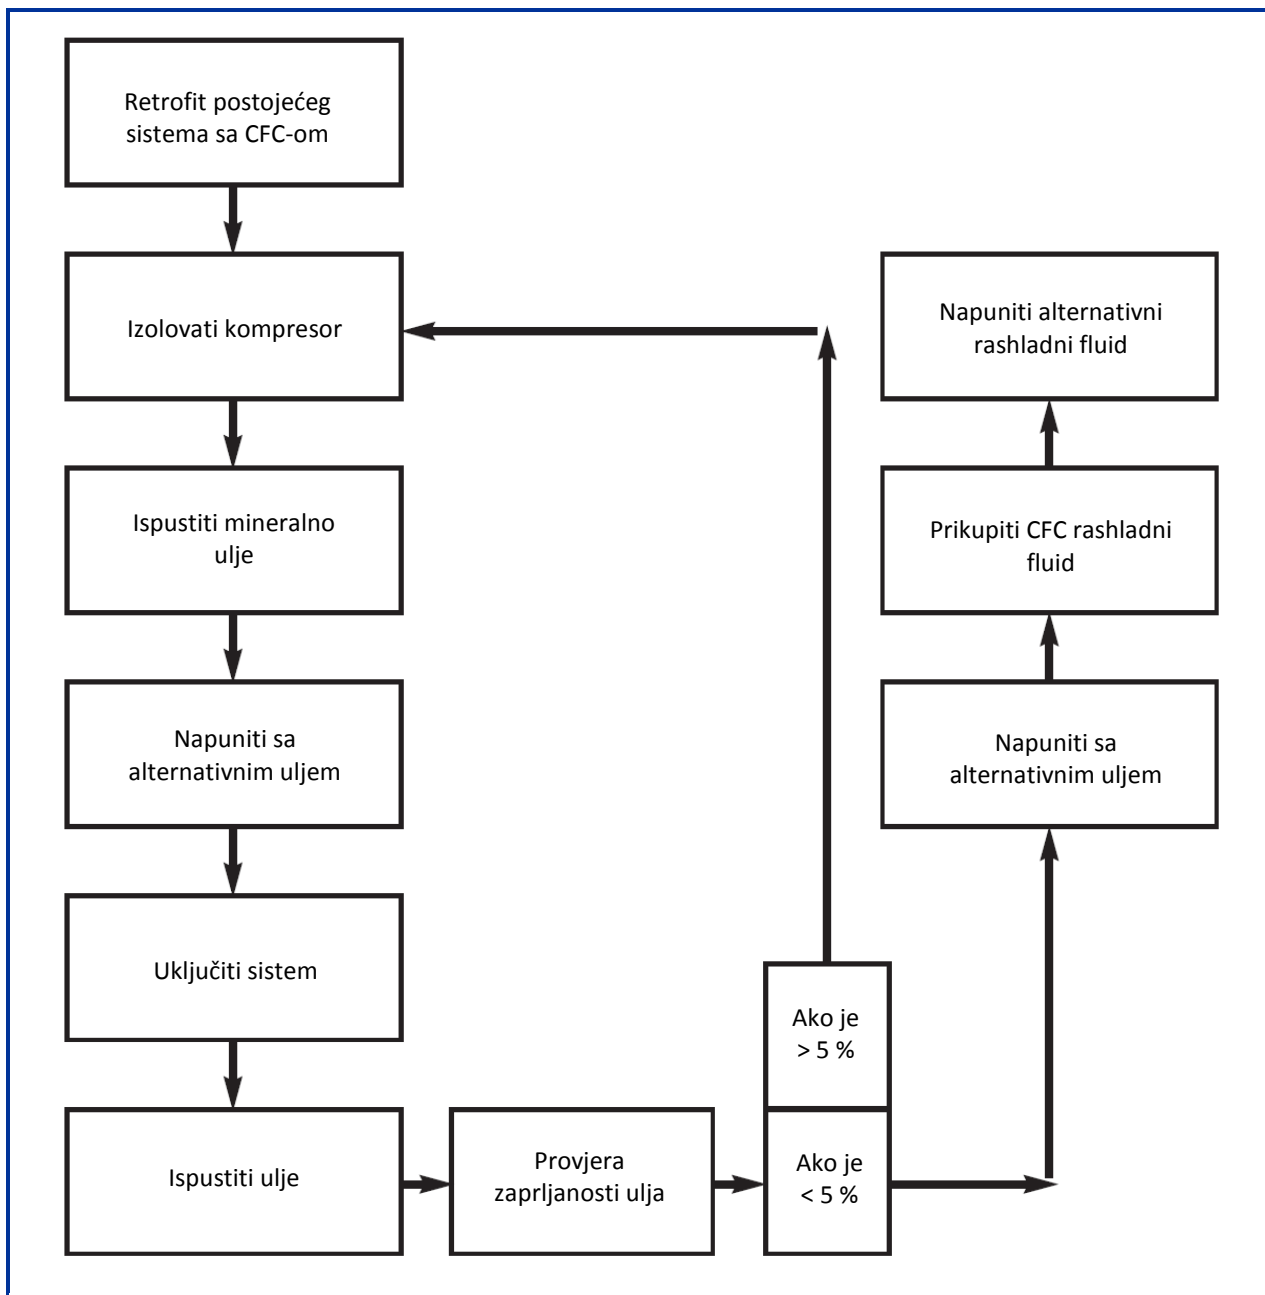 Retrofit postojećeg
sistema sa CFC-om
Izolovati kompresor
Ispustiti mineralno
ulje
Napuniti sa
alternativnim uljem
Uključiti sistem
Ispustiti ulje
Provjera
zaprljanosti ulja
Ako je
> 5 %
Ako je
< 5 %
Napuniti sa
alternativnim uljem
Prikupiti CFC rashladni
fluid
Napuniti alternativni
rashladni fluid